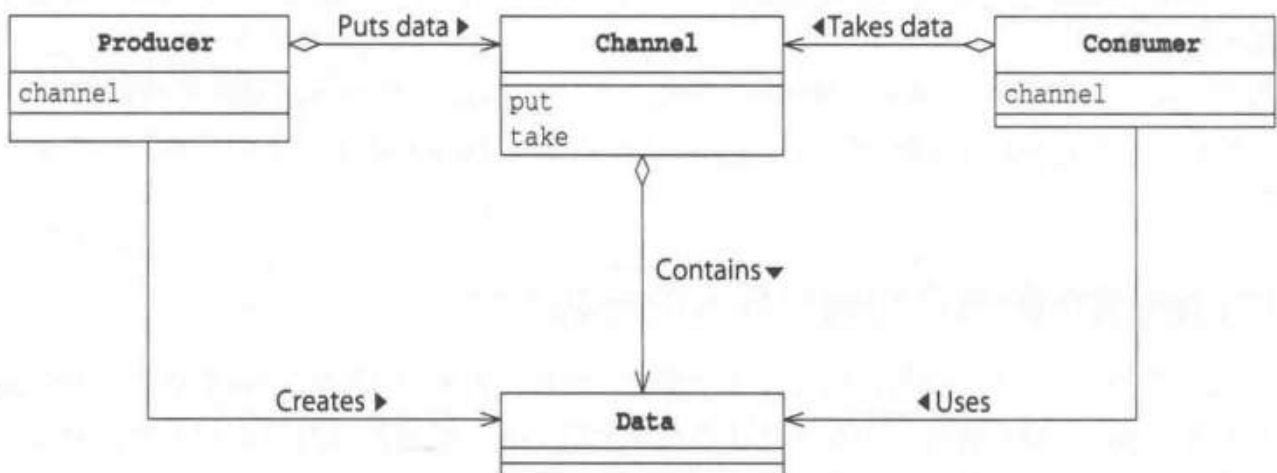 Producer
channel
Puts data ▶
Channel
put
take
◀Takes data
Consumer
channel
Contains▼
Creates ▶
Data
◀Uses